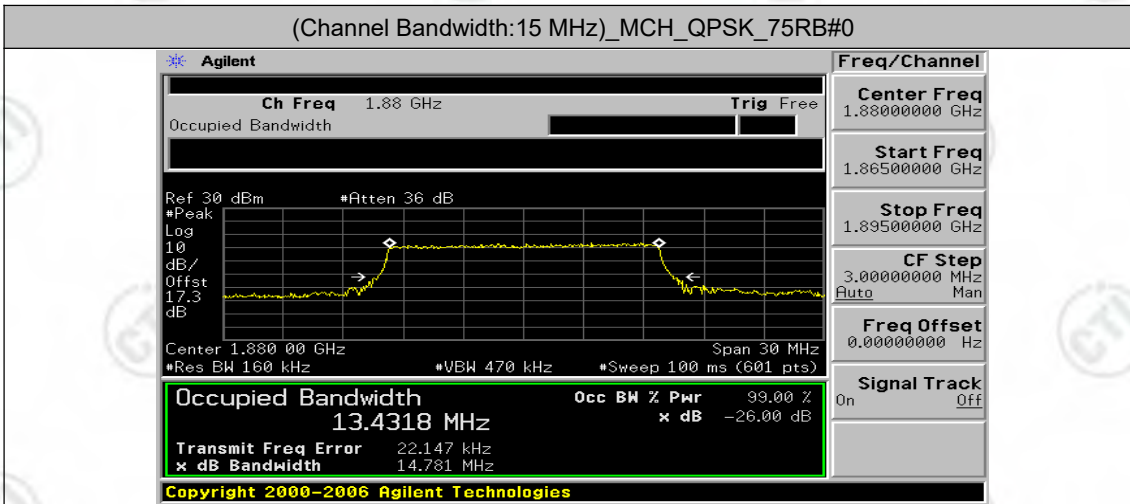 (Channel Bandwidth:15 MHz)_MCH_QPSK_75RB#0
Agilent
Freq/Channel
Ch Freq 1.88 GHz Trig Free
Occupied Bandwidth
Center Freq
1.88000000 GHz
Start Freq
1.86500000 GHz
Stop Freq
1.89500000 GHz
CF Step
3.00000000 MHz
Auto Man
Freq Offset
0.00000000 Hz
Signal Track
On Off
Ref 30 dBm #Atten 36 dB
#Peak
Log
10
dB/
Offst
17.3
dB
Center 1.880 00 GHz Span 30 MHz
#Res BW 160 kHz #VBW 470 kHz #Sweep 100 ms (601 pts)
Occupied Bandwidth
13.4318 MHz
Occ BW % Pwr 99.00 %
x dB -26.00 dB
Transmit Freq Error 22.147 kHz
x dB Bandwidth 14.781 MHz
Copyright 2000-2006 Agilent Technologies